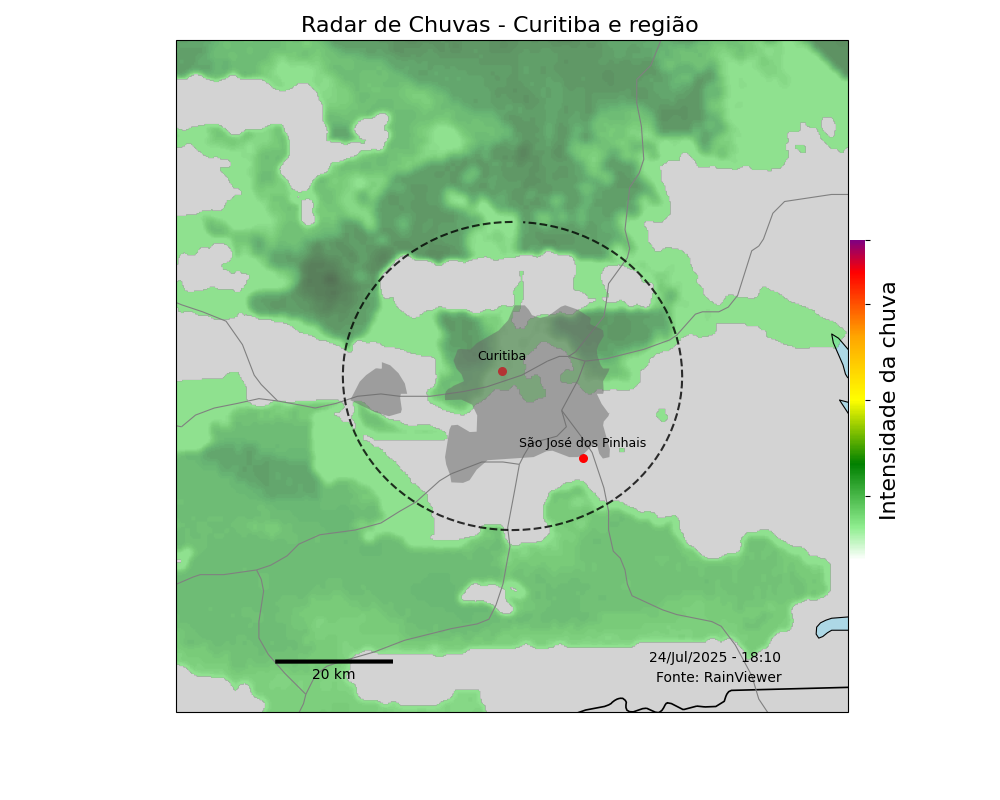 Radar de Chuvas - Curitiba e região
Curitiba
São José dos Pinhais
Intensidade da chuva
20 km
24/Jul/2025 - 18:10
Fonte: RainViewer